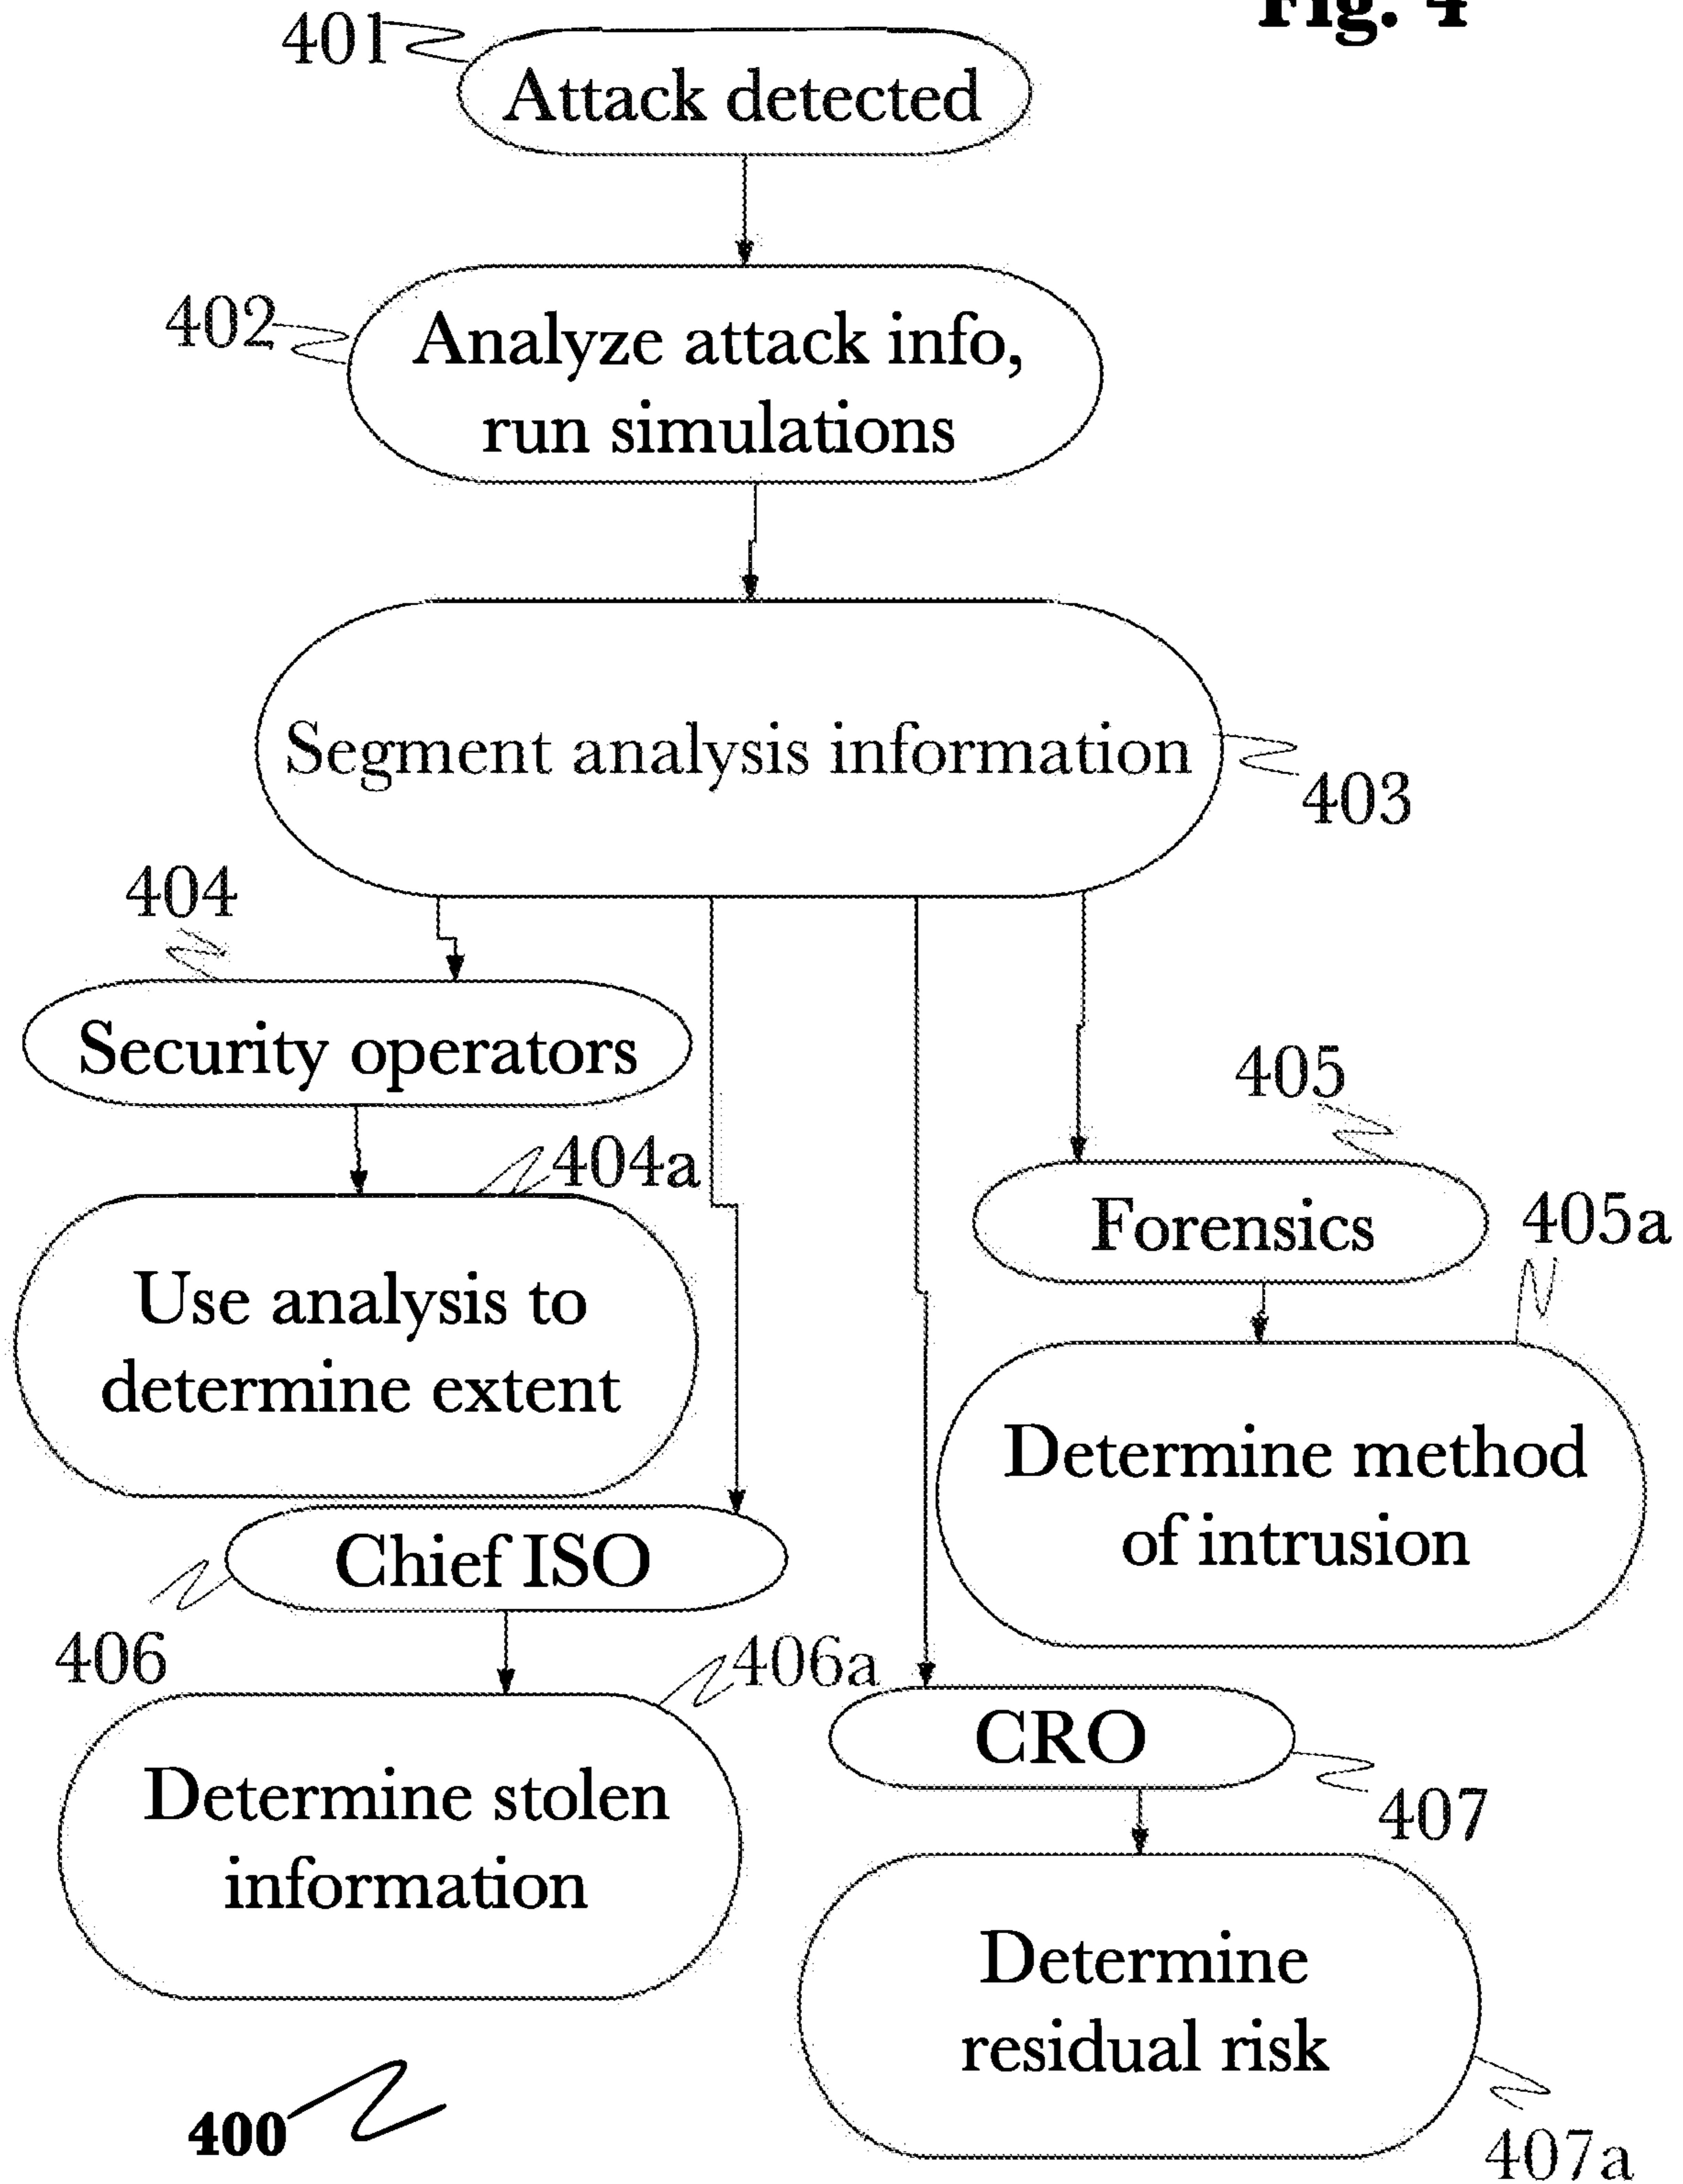 Fig. 4
401
Attack detected
402
Analyze attack info,
run simulations
Segment analysis information
403
404
Security operators
404a
Use analysis to
determine extent
405
Forensics
405a
Determine method
of intrusion
Chief ISO
406
406a
Determine stolen
information
CRO
407
Determine
residual risk
407a
400